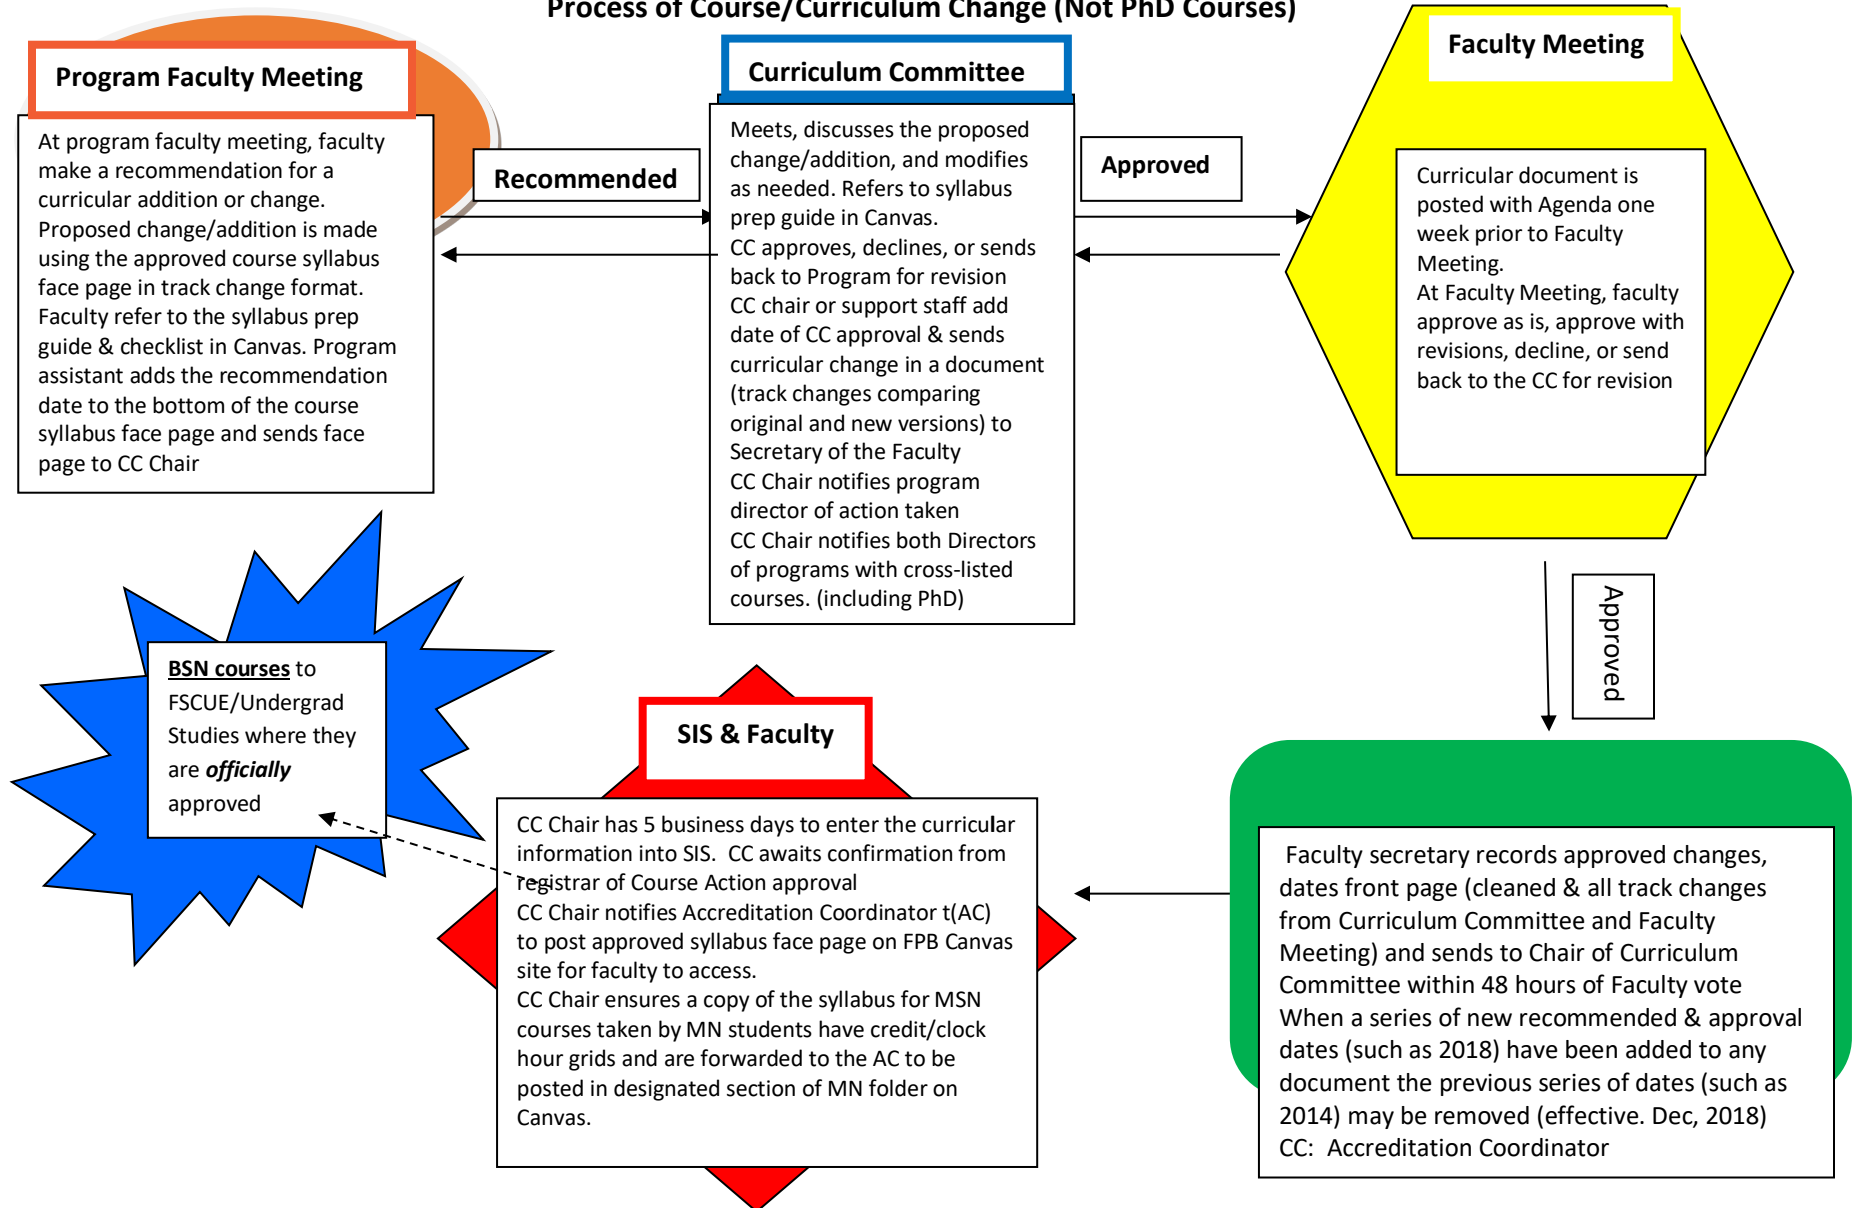 Process of Course/Curriculum Change (Not PhD Courses)
Program Faculty Meeting
At program faculty meeting, faculty
make a recommendation for a
curricular addition or change.
Proposed change/addition is made
using the approved course syllabus
face page in track change format.
Faculty refer to the syllabus prep
guide & checklist in Canvas. Program
assistant adds the recommendation
date to the bottom of the course
syllabus face page and sends face
page to CC Chair
Recommended
Curriculum Committee
Meets, discusses the proposed
change/addition, and modifies
as needed. Refers to syllabus
prep guide in Canvas.
CC approves, declines, or sends
back to Program for revision
CC chair or support staff add
date of CC approval & sends
curricular change in a document
(track changes comparing
original and new versions) to
Secretary of the Faculty
CC Chair notifies program
director of action taken
CC Chair notifies both Directors
of programs with cross-listed
courses. (including PhD)
Approved
Faculty Meeting
Curricular document is
posted with Agenda one
week prior to Faculty
Meeting.
At Faculty Meeting, faculty
approve as is, approve with
revisions, decline, or send
back to the CC for revision
Approved
Faculty secretary records approved changes,
dates front page (cleaned & all track changes
from Curriculum Committee and Faculty
Meeting) and sends to Chair of Curriculum
Committee within 48 hours of Faculty vote
When a series of new recommended & approval
dates (such as 2018) have been added to any
document the previous series of dates (such as
2014) may be removed (effective. Dec, 2018)
CC:  Accreditation Coordinator
SIS & Faculty
CC Chair has 5 business days to enter the curricular
information into SIS.  CC awaits confirmation from
registrar of Course Action approval
CC Chair notifies Accreditation Coordinator t(AC)
to post approved syllabus face page on FPB Canvas
site for faculty to access.
CC Chair ensures a copy of the syllabus for MSN
courses taken by MN students have credit/clock
hour grids and are forwarded to the AC to be
posted in designated section of MN folder on
Canvas.
BSN courses to
FSCUE/Undergrad
Studies where they
are officially
approved